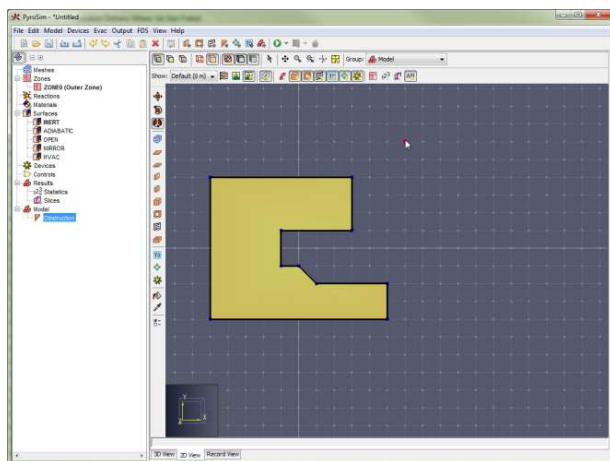 PyroSim - *Untitled
File Edit Model Devices Evac Output FDS View Help
Group: Model
Show: Default (0 m)
Meshes
Zones
ZONE0 (Outer Zone)
Reactions
Materials
Surfaces
INERT
ADIABATIC
OPEN
MIRROR
HVAC
Devices
Controls
Results
Statistics
Slices
Model
Obstruction
Y
Z X
3D View 2D View Record View